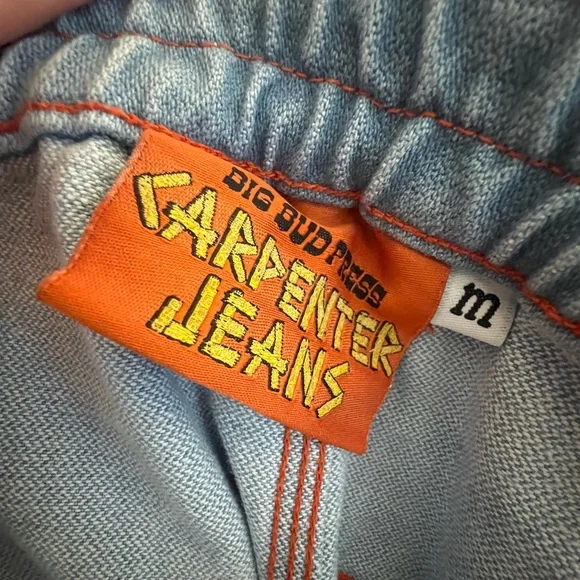 BIG BUD PRESS
CARPENTER
JEANS
m